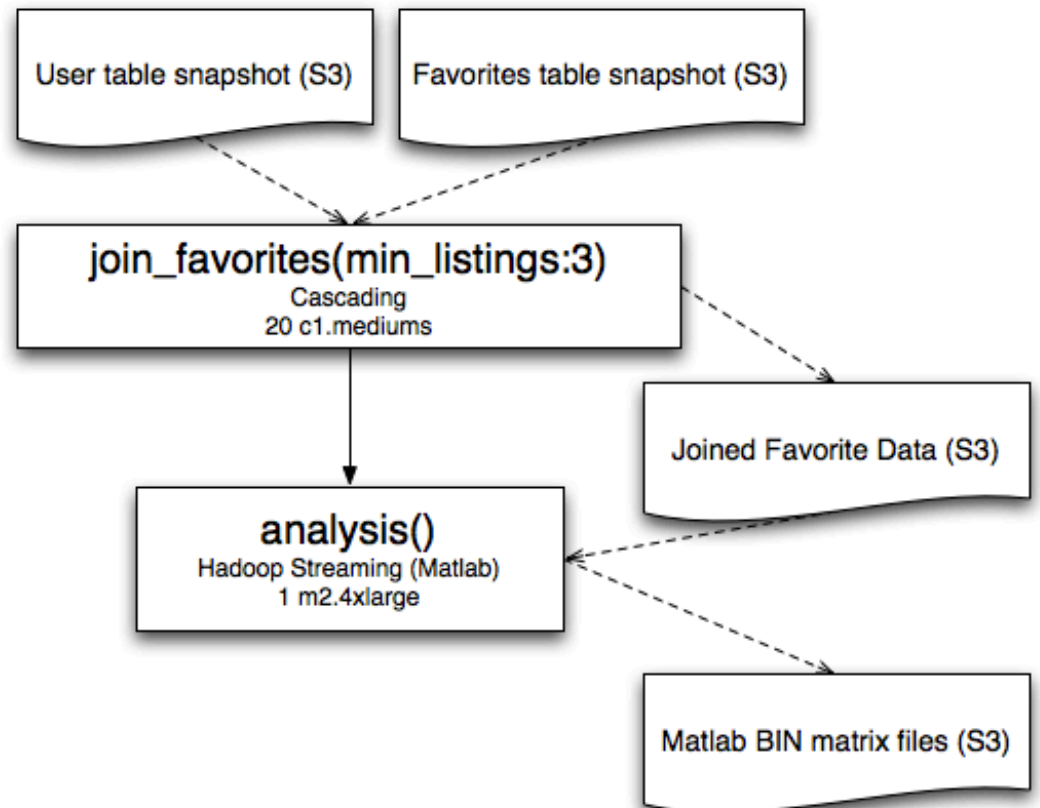 User table snapshot (S3)
Favorites table snapshot (S3)
join_favorites(min_listings:3)
Cascading
20 c1.mediums
Joined Favorite Data (S3)
analysis()
Hadoop Streaming (Matlab)
1 m2.4xlarge
Matlab BIN matrix files (S3)